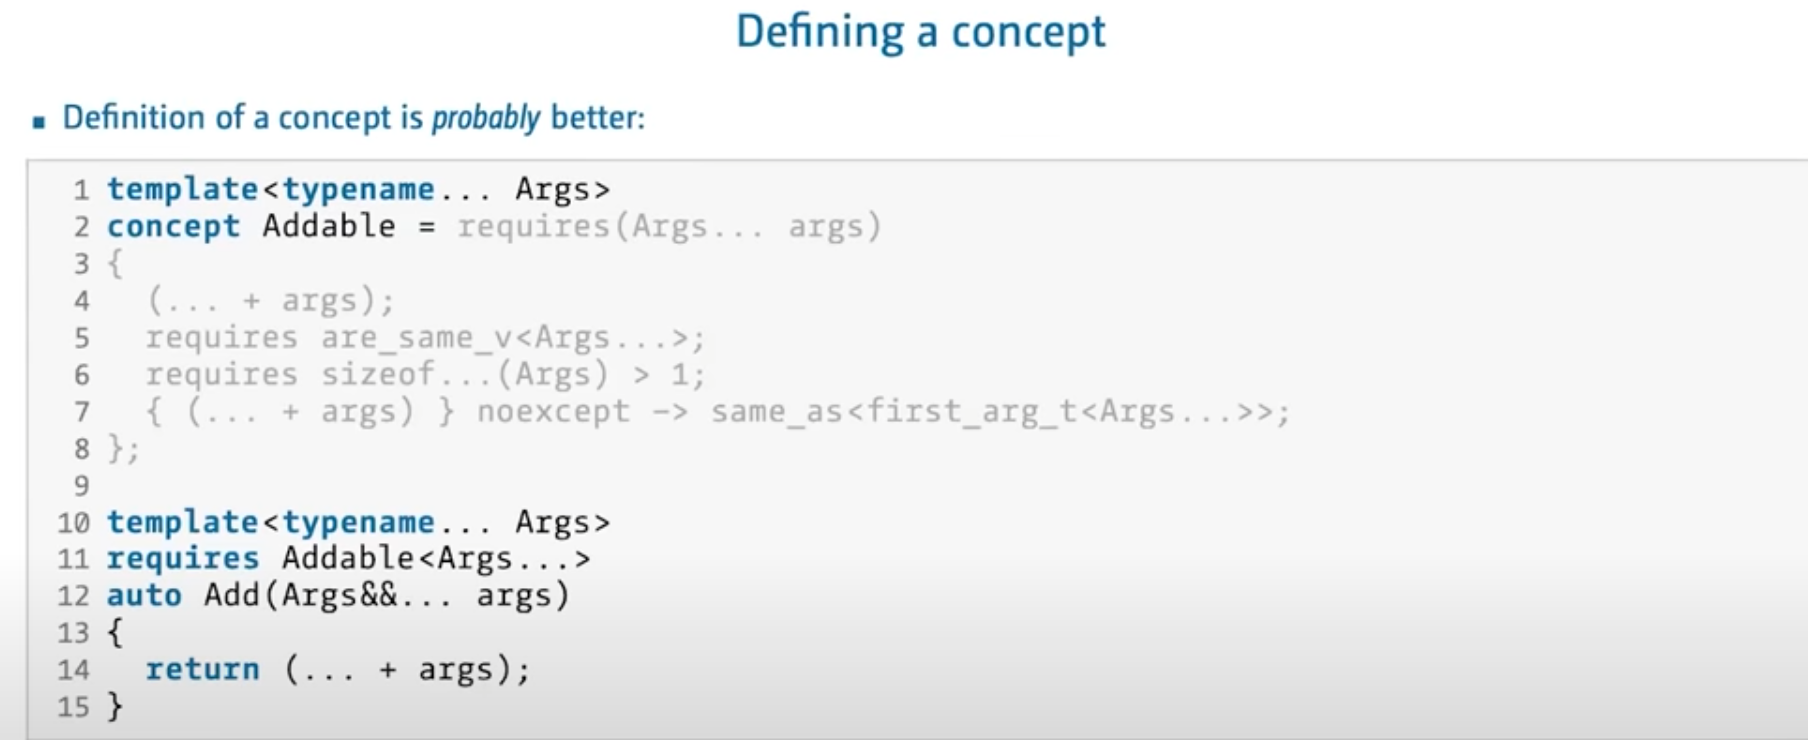 Defining a concept
▪ Definition of a concept is probably better:
1 template<typename... Args>
2 concept Addable = requires(Args... args)
3 {
4   (... + args);
5   requires are_same_v<Args...>;
6   requires sizeof...(Args) > 1;
7   { (... + args) } noexcept -> same_as<first_arg_t<Args...>>;
8 };
9
10 template<typename... Args>
11 requires Addable<Args...>
12 auto Add(Args&&... args)
13 {
14   return (... + args);
15 }